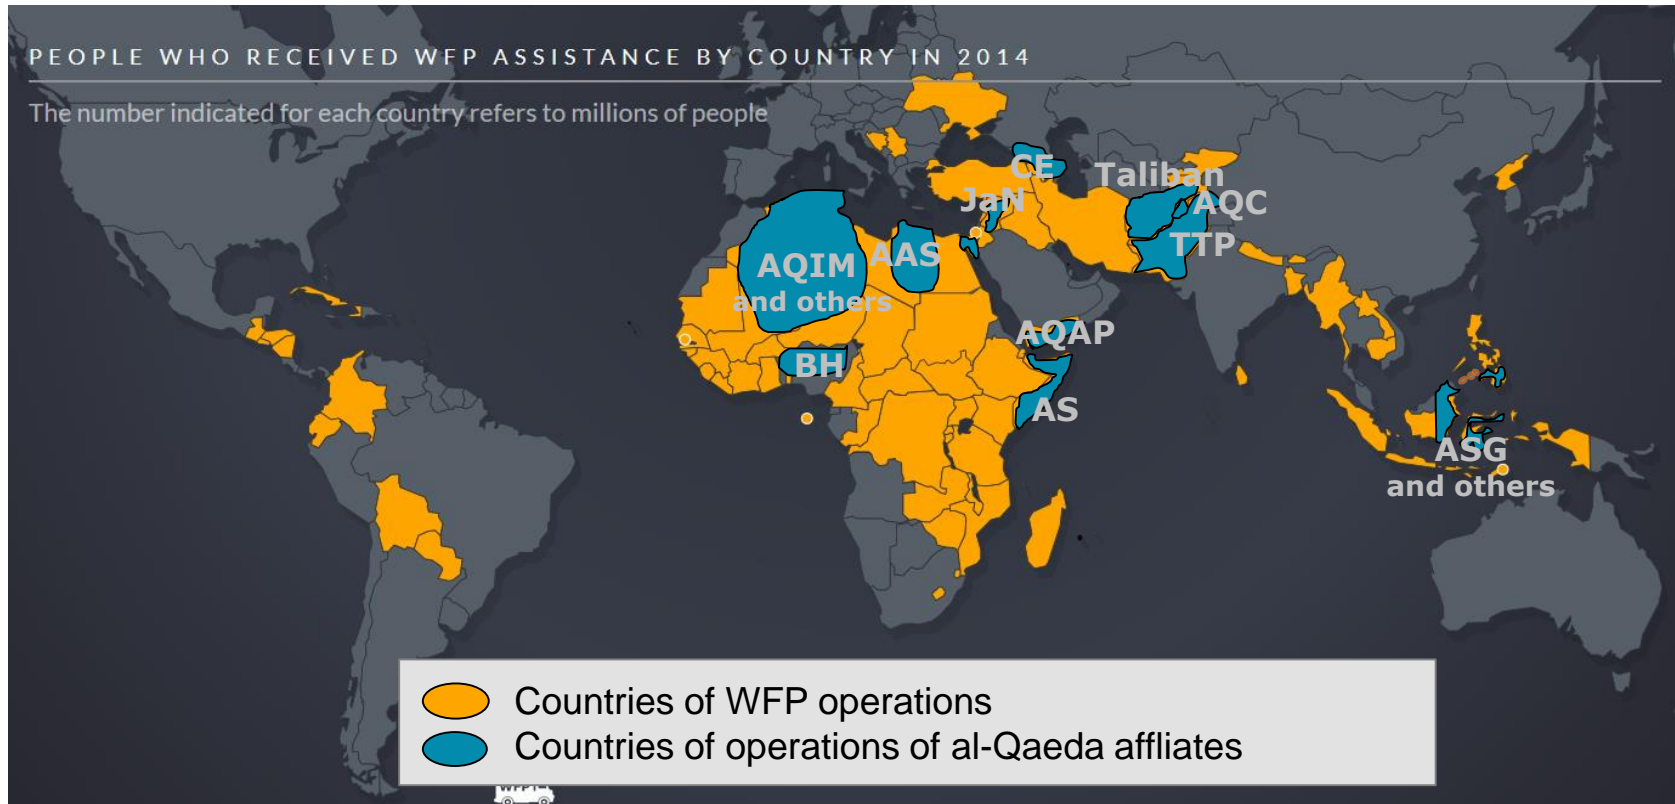 PEOPLE WHO RECEIVED WFP ASSISTANCE BY COUNTRY IN 2014
The number indicated for each country refers to millions of people
CE
Taliban
JaN
AQC
TTP
AAS
AQIM
and others
AQAP
BH
AS
ASG
and others
Countries of WFP operations
Countries of operations of al-Qaeda affliates